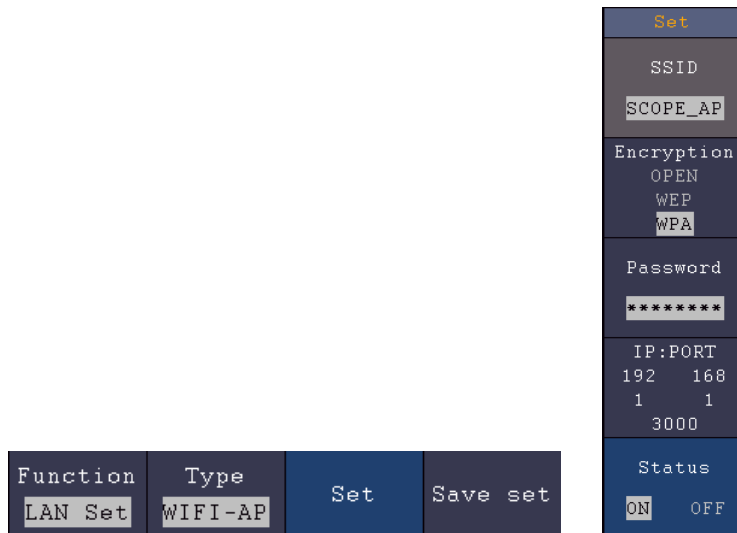 Set
SSID
SCOPE_AP
Encryption
OPEN
WEP
WPA
Password
********
IP:PORT
192 168
1 1
3000
Status
ON OFF
Function Type
LAN Set WIFI-AP Set Save set